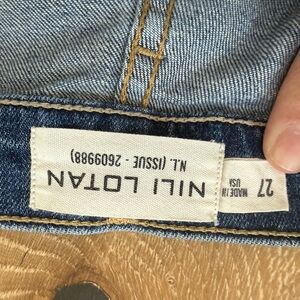 NILI LOTAN
N.L. (ISSUE - 2609988)
27
MADE IN
USA